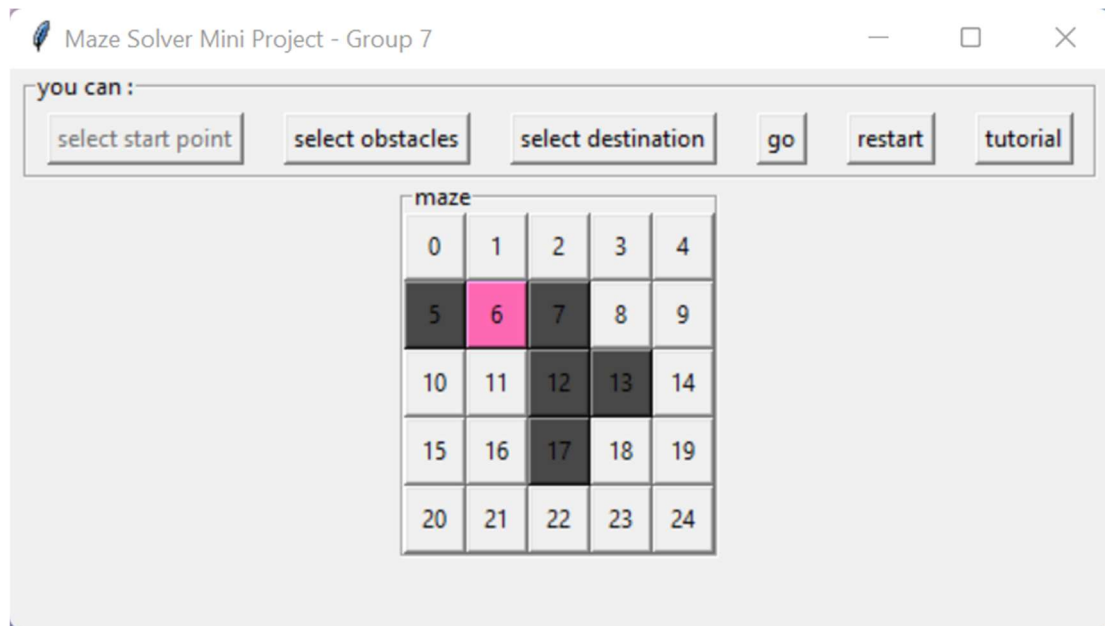 Maze Solver Mini Project - Group 7
you can :
select start point select obstacles select destination go restart tutorial
maze
0 1 2 3 4
5 6 7 8 9
10 11 12 13 14
15 16 17 18 19
20 21 22 23 24